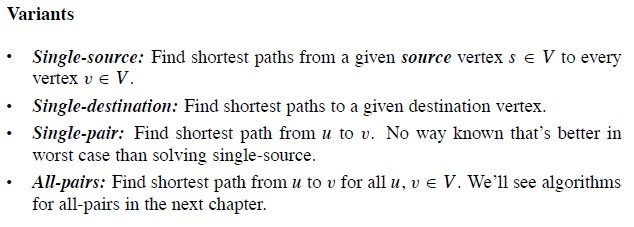 Variants
• Single-source: Find shortest paths from a given source vertex s ∈ V to every
vertex v ∈ V.
• Single-destination: Find shortest paths to a given destination vertex.
• Single-pair: Find shortest path from u to v. No way known that's better in
worst case than solving single-source.
• All-pairs: Find shortest path from u to v for all u, v ∈ V. We'll see algorithms
for all-pairs in the next chapter.